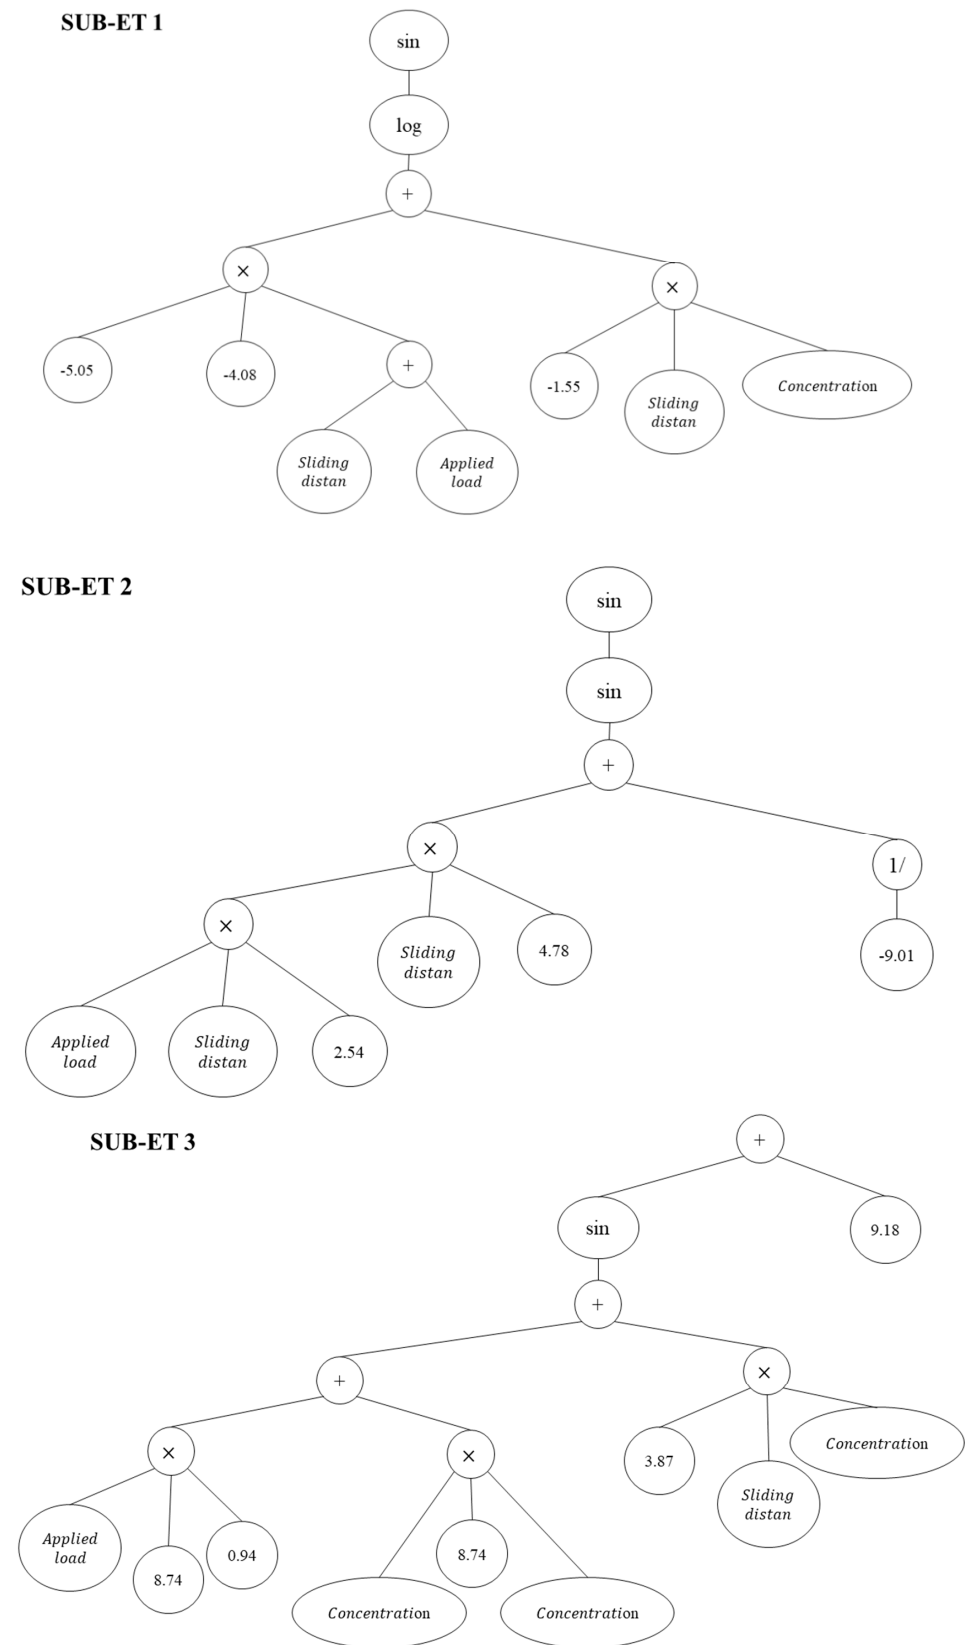 SUB-ET 1
sin
log
+
×
×
-5.05
-4.08
+
-1.55
Sliding
distan
Concentration
Sliding
distan
Applied
load
SUB-ET 2
sin
sin
+
×
1/
×
Sliding
distan
4.78
-9.01
Applied
load
Sliding
distan
2.54
SUB-ET 3
+
sin
9.18
+
+
×
×
×
3.87
Sliding
distan
Concentration
Applied
load
8.74
0.94
Concentration
8.74
Concentration